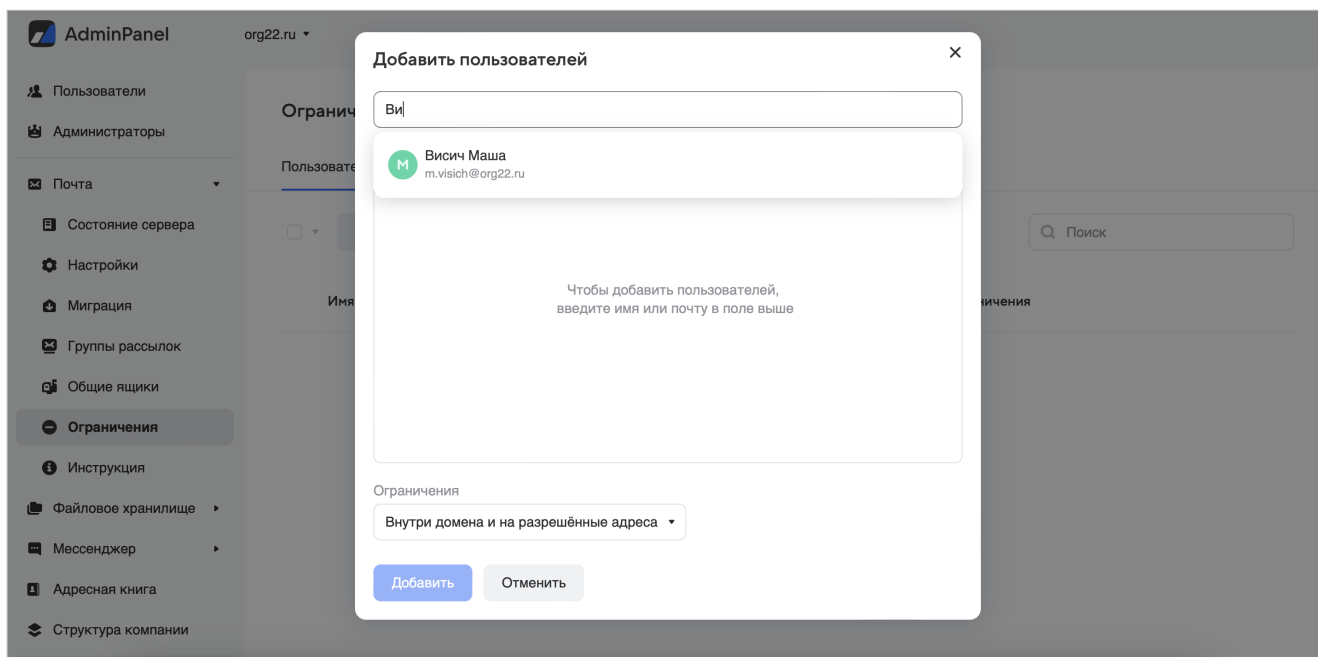 AdminPanel
org22.ru
Пользователи
Администраторы
Почта
Состояние сервера
Настройки
Миграция
Группы рассылок
Общие ящики
Ограничения
Инструкция
Файловое хранилище
Мессенджер
Адресная книга
Структура компании
Огранич
Пользовате
Имя
Поиск
ничения
Добавить пользователей
Ви
М
Висич Маша
m.visich@org22.ru
Чтобы добавить пользователей,
введите имя или почту в поле выше
Ограничения
Внутри домена и на разрешённые адреса
Добавить
Отменить